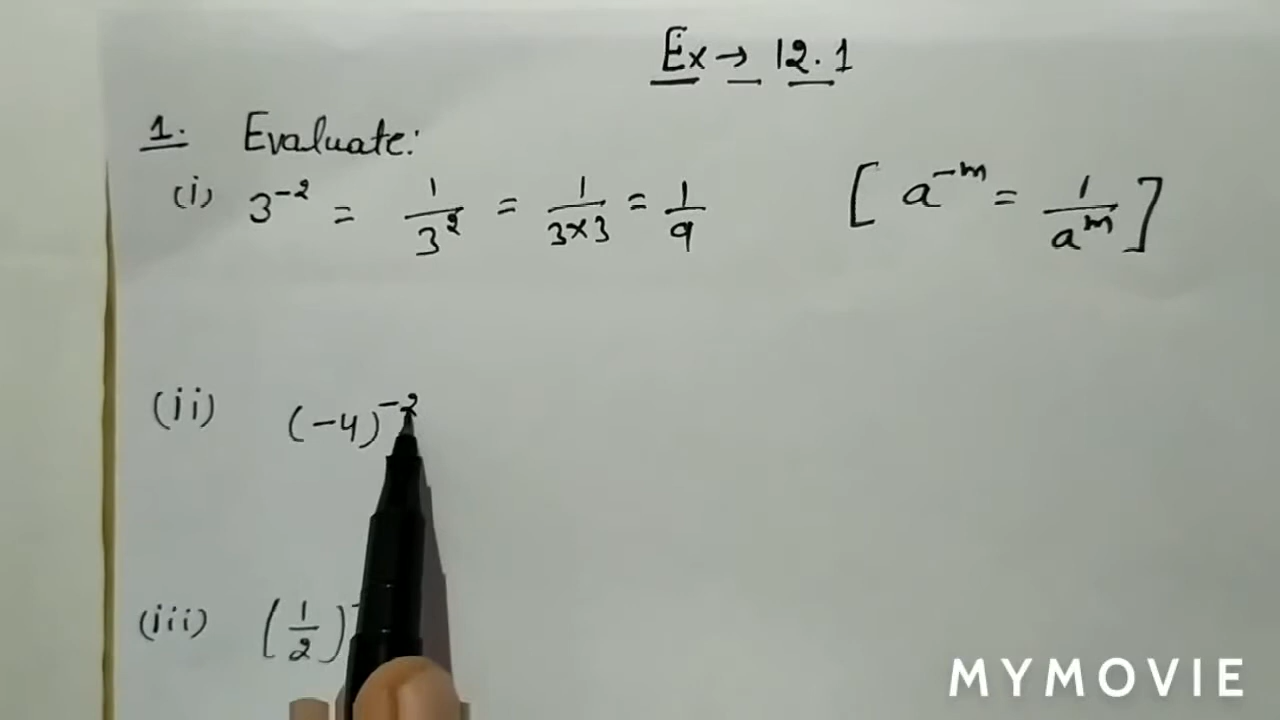 Ex → 12.1
1. Evaluate:
(i) 3⁻² = 1/3² = 1/3×3 = 1/9 [a⁻ᵐ = 1/aᵐ]
(ii) (-4)⁻²
(iii) (1/2)⁻
MYMOVIE